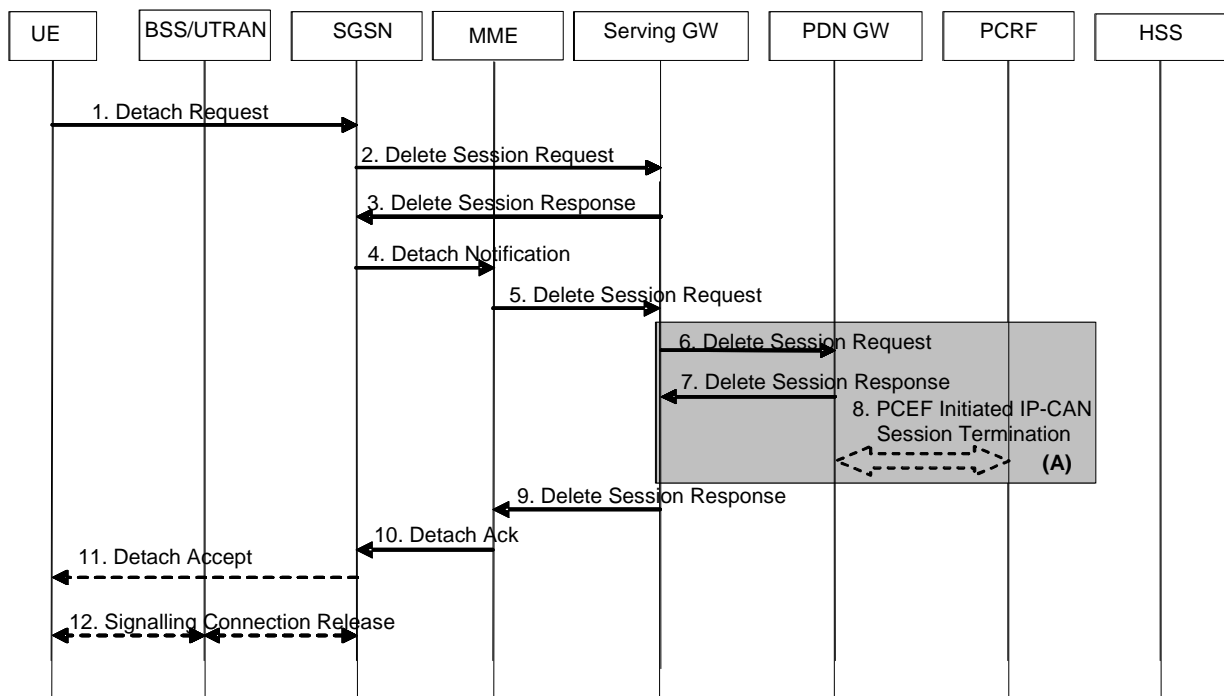 UE
BSS/UTRAN
SGSN
MME
Serving GW
PDN GW
PCRF
HSS
1. Detach Request
2. Delete Session Request
3. Delete Session Response
4. Detach Notification
5. Delete Session Request
6. Delete Session Request
7. Delete Session Response
8. PCEF Initiated IP-CAN
Session Termination
(A)
9. Delete Session Response
10. Detach Ack
11. Detach Accept
12. Signalling Connection Release